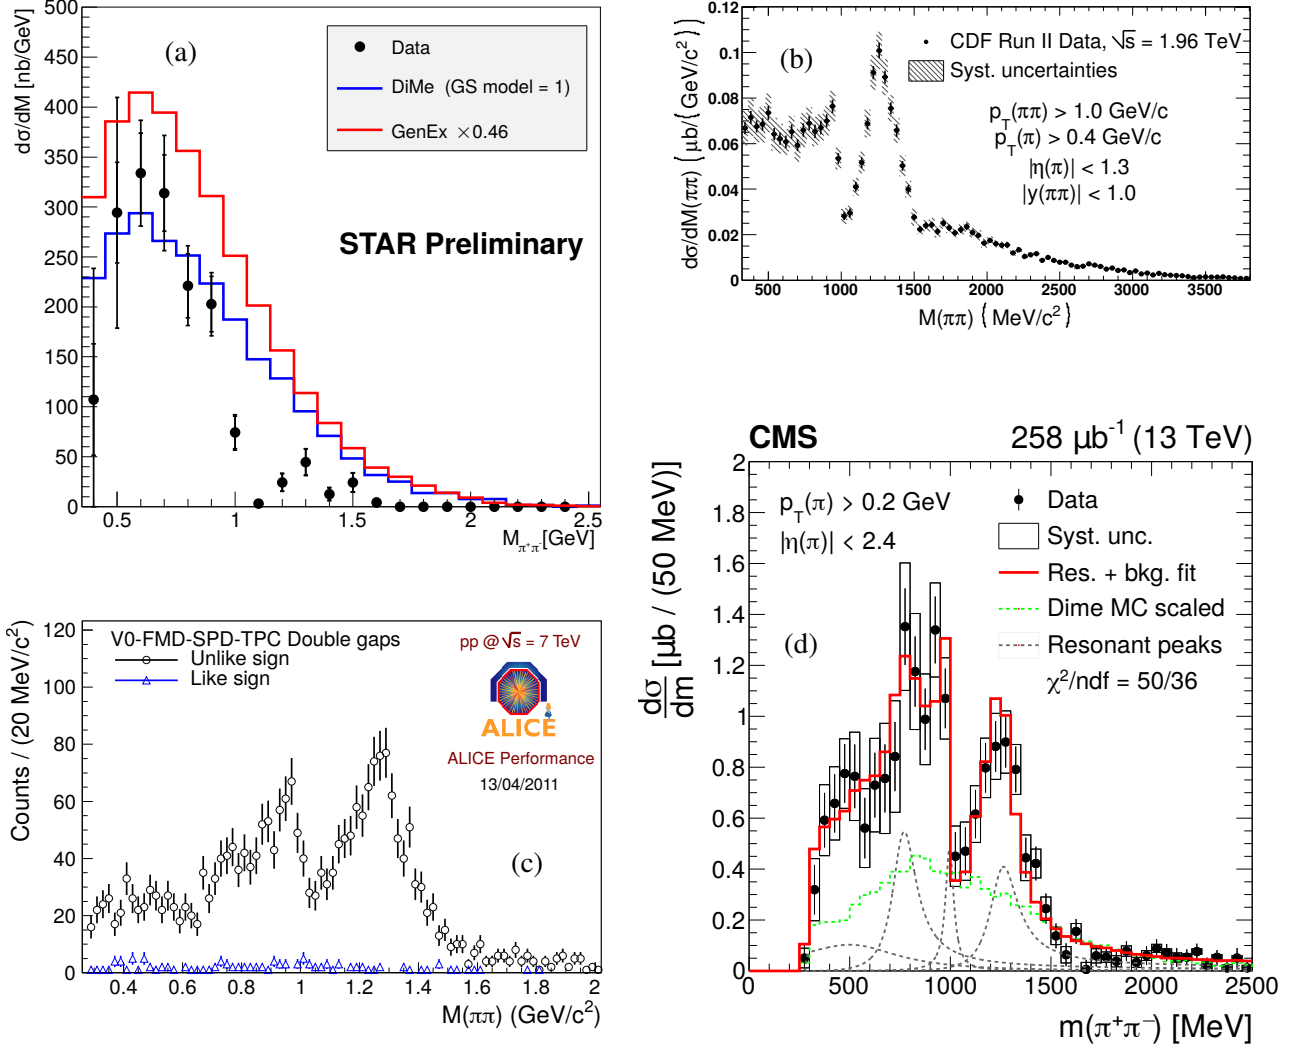 (a)
Data
DiMe (GS model = 1)
GenEx ×0.46
STAR Preliminary
dσ/dM [nb/GeV]
500
450
400
350
300
250
200
150
100
50
0
0.5
1
1.5
2
2.5
M_{π⁺π⁻}[GeV]
(b)
CDF Run II Data, √s = 1.96 TeV
Syst. uncertainties
p_T(ππ) > 1.0 GeV/c
p_T(π) > 0.4 GeV/c
|η(π)| < 1.3
|y(ππ)| < 1.0
dσ/dM(ππ) (μb/(GeV/c²))
0.12
0.10
0.08
0.06
0.04
0.02
0
500
1000
1500
2000
2500
3000
3500
M(ππ) (MeV/c²)
V0-FMD-SPD-TPC Double gaps
Unlike sign
Like sign
pp @ √s = 7 TeV
ALICE
ALICE Performance
13/04/2011
(c)
Counts / (20 MeV/c²)
120
100
80
60
40
20
0
0.4
0.6
0.8
1
1.2
1.4
1.6
1.8
2
M(ππ) (GeV/c²)
CMS
258 μb⁻¹ (13 TeV)
p_T(π) > 0.2 GeV
|η(π)| < 2.4
Data
Syst. unc.
Res. + bkg. fit
Dime MC scaled
Resonant peaks
χ²/ndf = 50/36
(d)
dσ/dm [μb / (50 MeV)]
2
1.8
1.6
1.4
1.2
1
0.8
0.6
0.4
0.2
0
0
500
1000
1500
2000
2500
m(π⁺π⁻) [MeV]